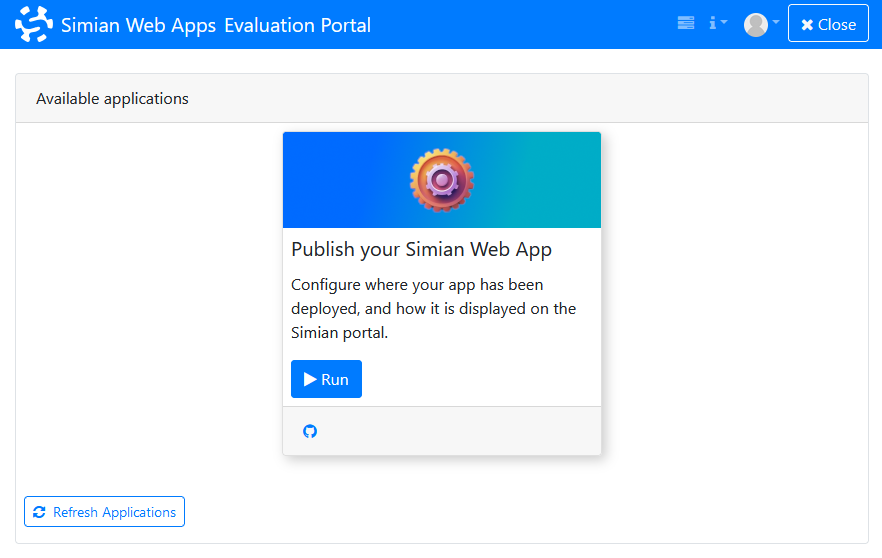 Simian Web Apps Evaluation Portal
Close
Available applications
Publish your Simian Web App
Configure where your app has been
deployed, and how it is displayed on the
Simian portal.
Run
Refresh Applications